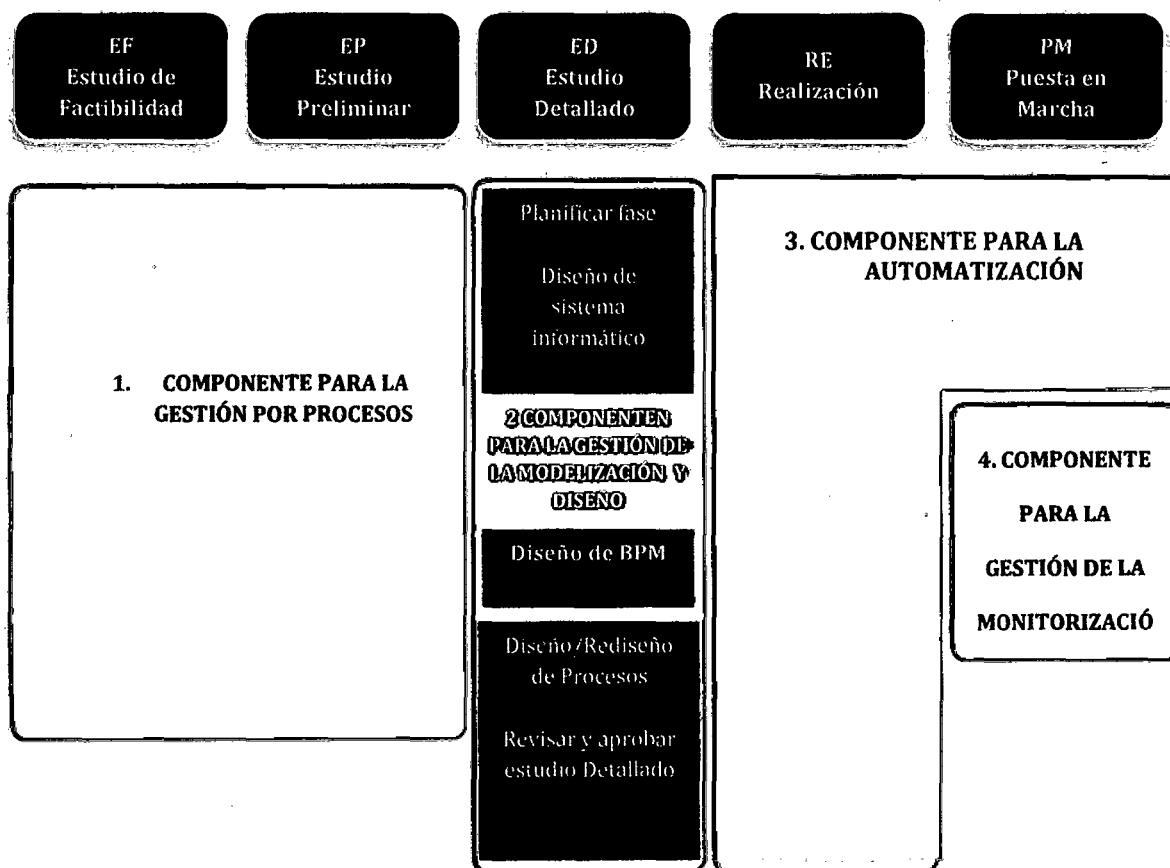 EF
Estudio de
Factibilidad
EP
Estudio
Preliminar
ED
Estudio
Detallado
RE
Realización
PM
Puesta en
Marcha
1. COMPONENTE PARA LA
GESTIÓN POR PROCESOS
Planificar fase
Diseño de
sistema
informático
2 COMPONENTEN
PARA LA GESTIÓN DE
LA MODELIZACIÓN Y
DISEÑO
Diseño de BPM
Diseño/Rediseño
de Procesos
Revisar y aprobar
estudio Detallado
3. COMPONENTE PARA LA
AUTOMATIZACIÓN
4. COMPONENTE
PARA LA
GESTIÓN DE LA
MONITORIZACIÓ